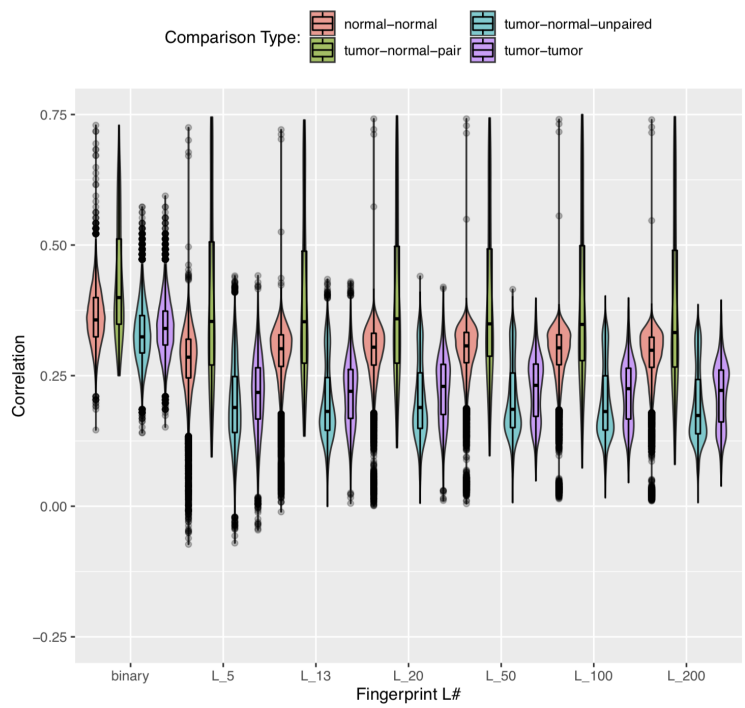 Comparison Type:
normal−normal
tumor−normal−pair
tumor−normal−unpaired
tumor−tumor
Correlation
0.75
0.50
0.25
0.00
−0.25
binary L_5 L_13 L_20 L_50 L_100 L_200
Fingerprint L#